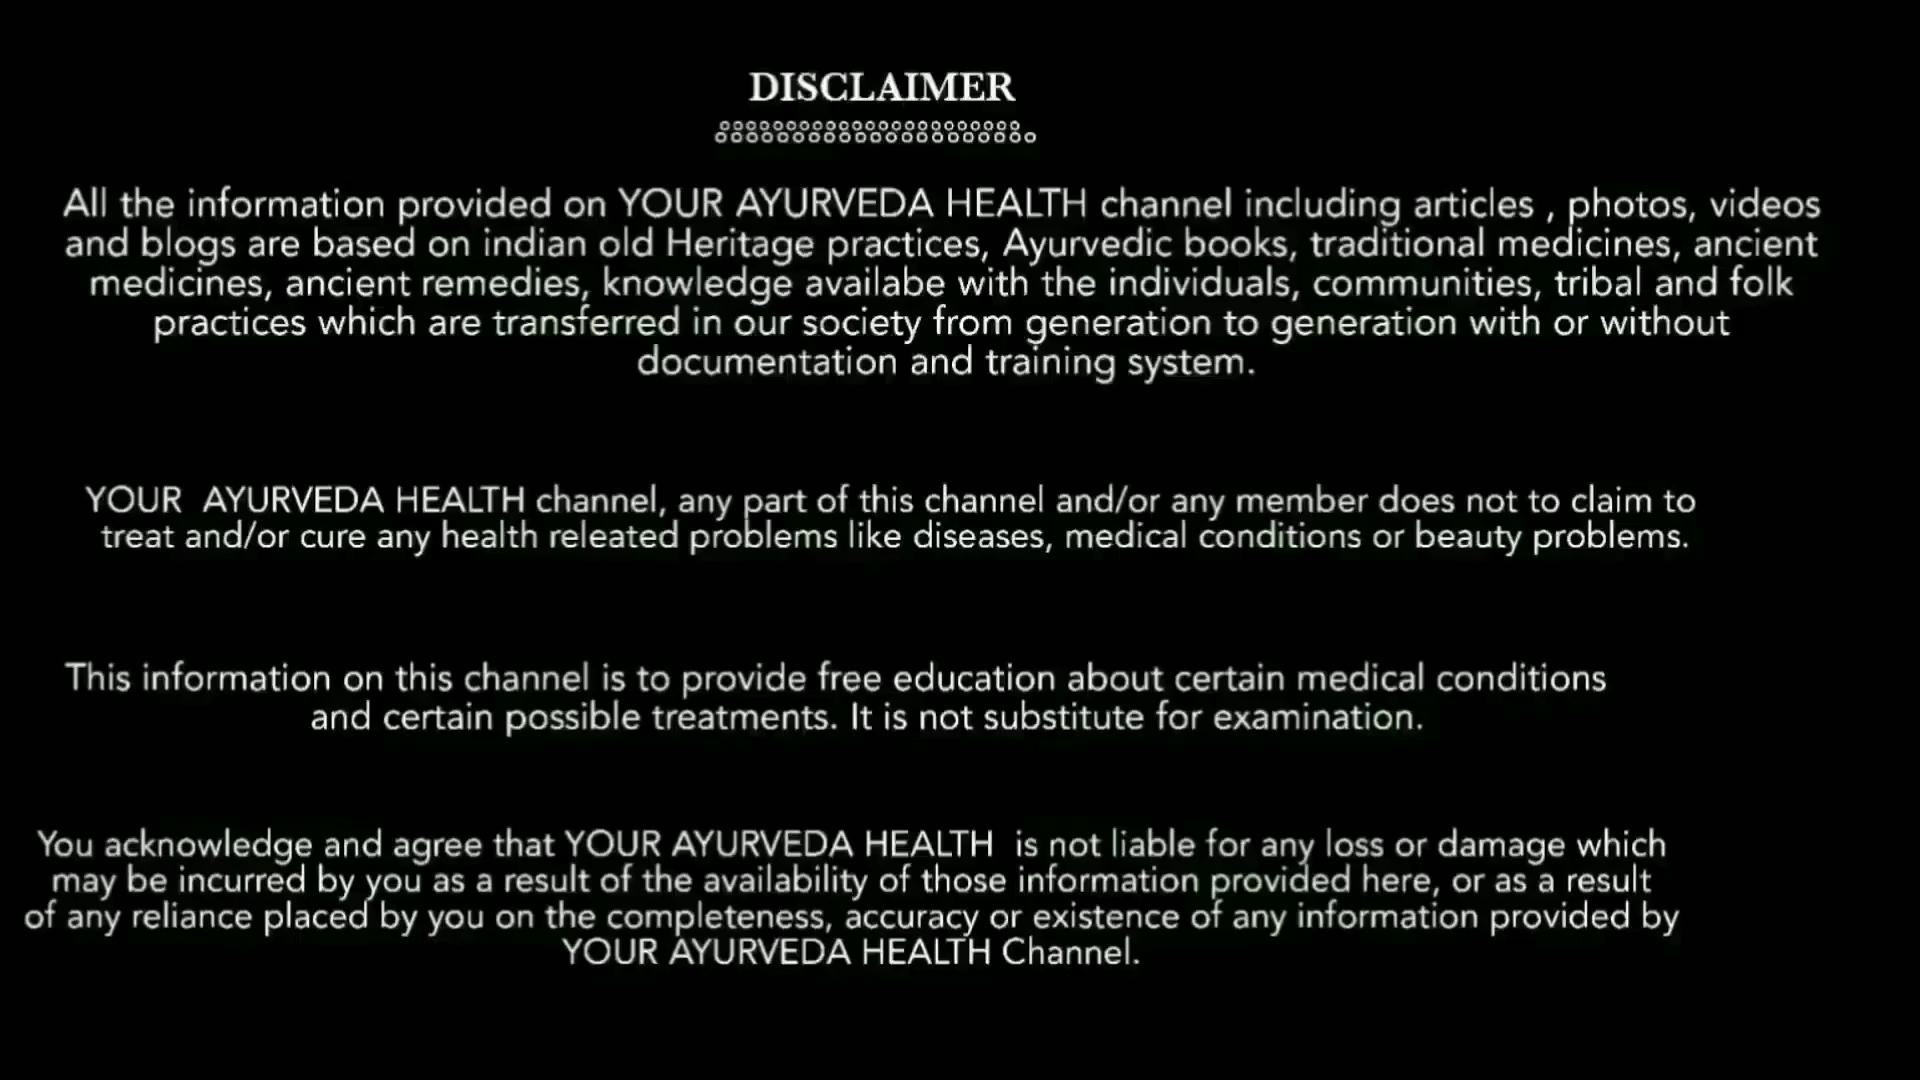 DISCLAIMER
All the information provided on YOUR AYURVEDA HEALTH channel including articles , photos, videos
and blogs are based on indian old Heritage practices, Ayurvedic books, traditional medicines, ancient
medicines, ancient remedies, knowledge availabe with the individuals, communities, tribal and folk
practices which are transferred in our society from generation to generation with or without
documentation and training system.
YOUR AYURVEDA HEALTH channel, any part of this channel and/or any member does not to claim to
treat and/or cure any health releated problems like diseases, medical conditions or beauty problems.
This information on this channel is to provide free education about certain medical conditions
and certain possible treatments. It is not substitute for examination.
You acknowledge and agree that YOUR AYURVEDA HEALTH is not liable for any loss or damage which
may be incurred by you as a result of the availability of those information provided here, or as a result
of any reliance placed by you on the completeness, accuracy or existence of any information provided by
YOUR AYURVEDA HEALTH Channel.